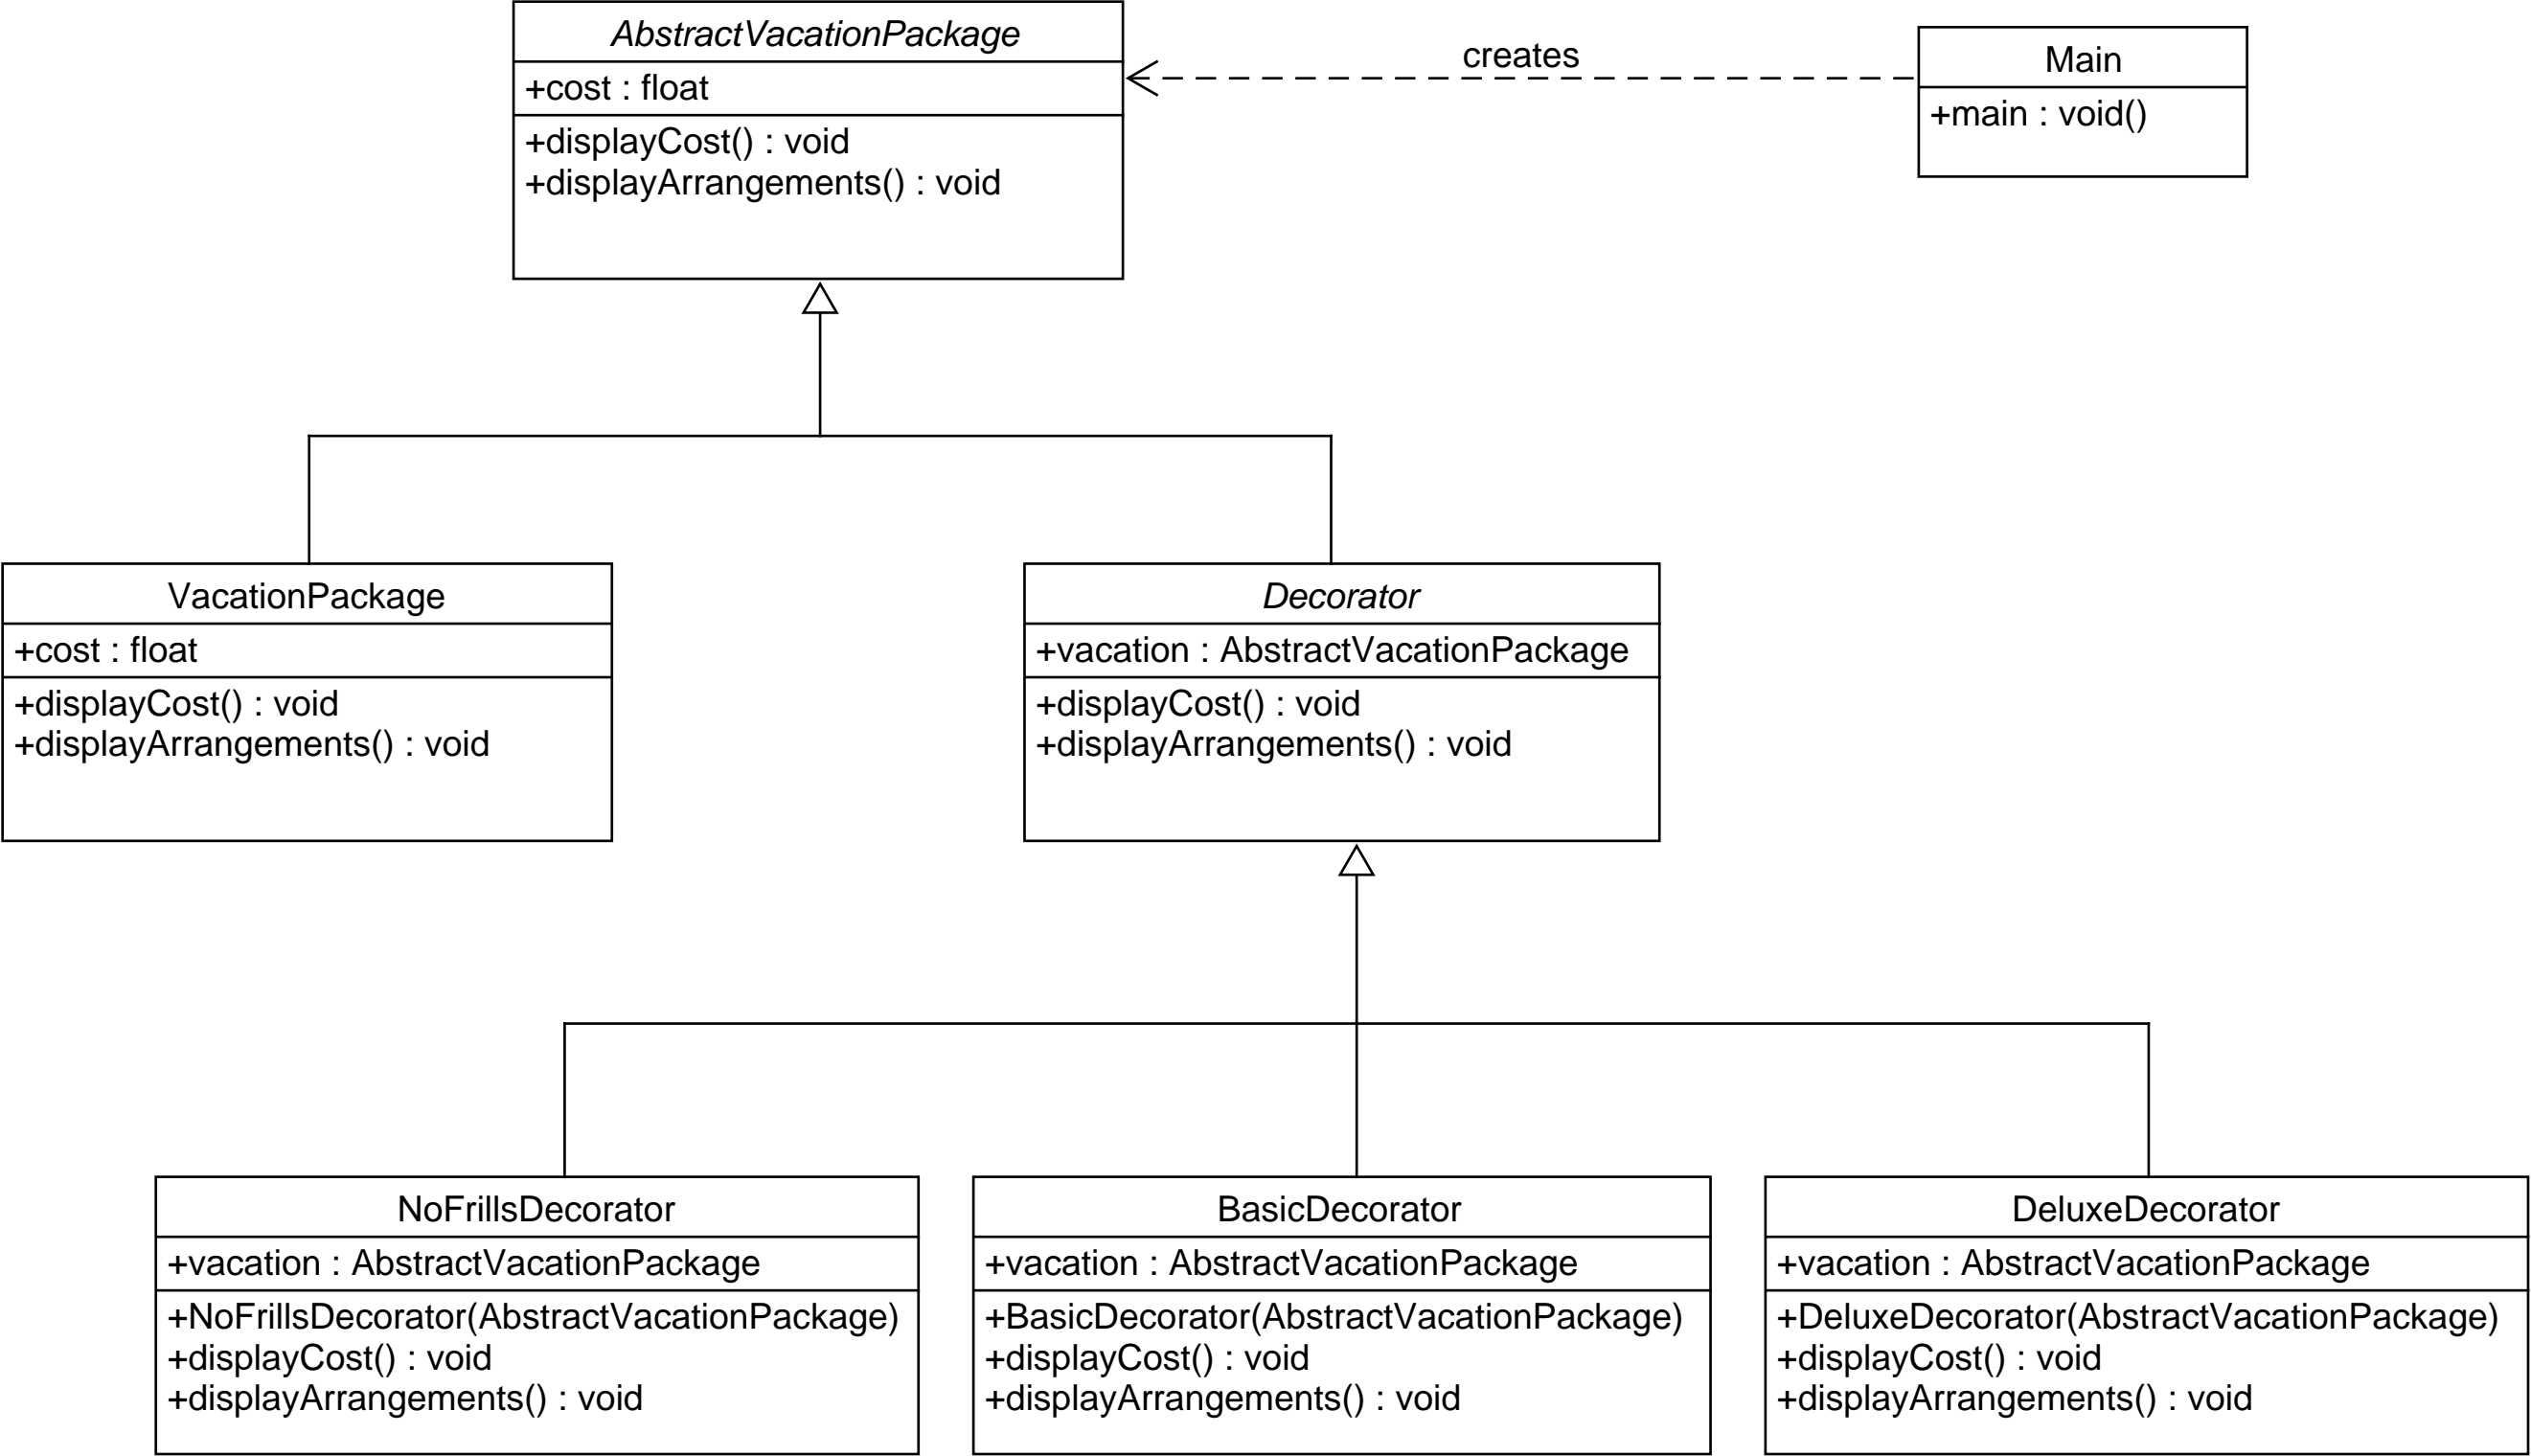 AbstractVacationPackage
+cost : float
+displayCost() : void
+displayArrangements() : void
creates
Main
+main : void()
VacationPackage
+cost : float
+displayCost() : void
+displayArrangements() : void
Decorator
+vacation : AbstractVacationPackage
+displayCost() : void
+displayArrangements() : void
NoFrillsDecorator
+vacation : AbstractVacationPackage
+NoFrillsDecorator(AbstractVacationPackage)
+displayCost() : void
+displayArrangements() : void
BasicDecorator
+vacation : AbstractVacationPackage
+BasicDecorator(AbstractVacationPackage)
+displayCost() : void
+displayArrangements() : void
DeluxeDecorator
+vacation : AbstractVacationPackage
+DeluxeDecorator(AbstractVacationPackage)
+displayCost() : void
+displayArrangements() : void